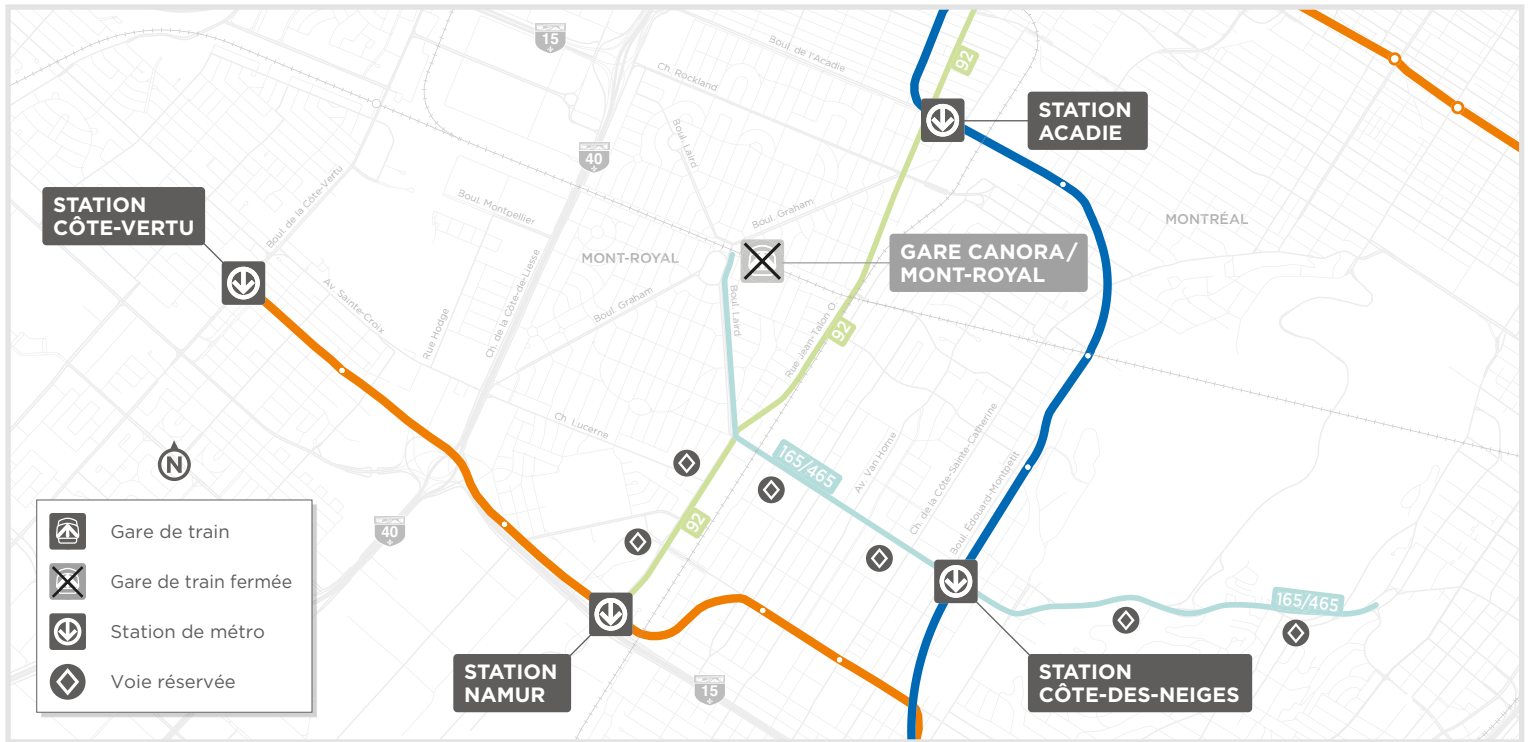 15
Boul. de l'Acadie
92
Ch. Rockland
STATION
ACADIE
Boul. Laird
40
STATION
CÔTE-VERTU
Boul. de la Côte-Vertu
Boul. Montpellier
Boul. Graham
MONTRÉAL
MONT-ROYAL
GARE CANORA/
MONT-ROYAL
Av. Sainte-Croix
Rue Hodge
Ch. de la Côte-de-Liesse
Boul. Graham
Boul. Laird
Rue Jean-Talon O.
92
Ch. Lucerne
165/465
Av. Van Horne
Ch. de la Côte-Sainte-Catherine
Boul. Édouard-Montpetit
N
92
40
Gare de train
Gare de train fermée
Station de métro
Voie réservée
165/465
STATION
NAMUR
15
STATION
CÔTE-DES-NEIGES